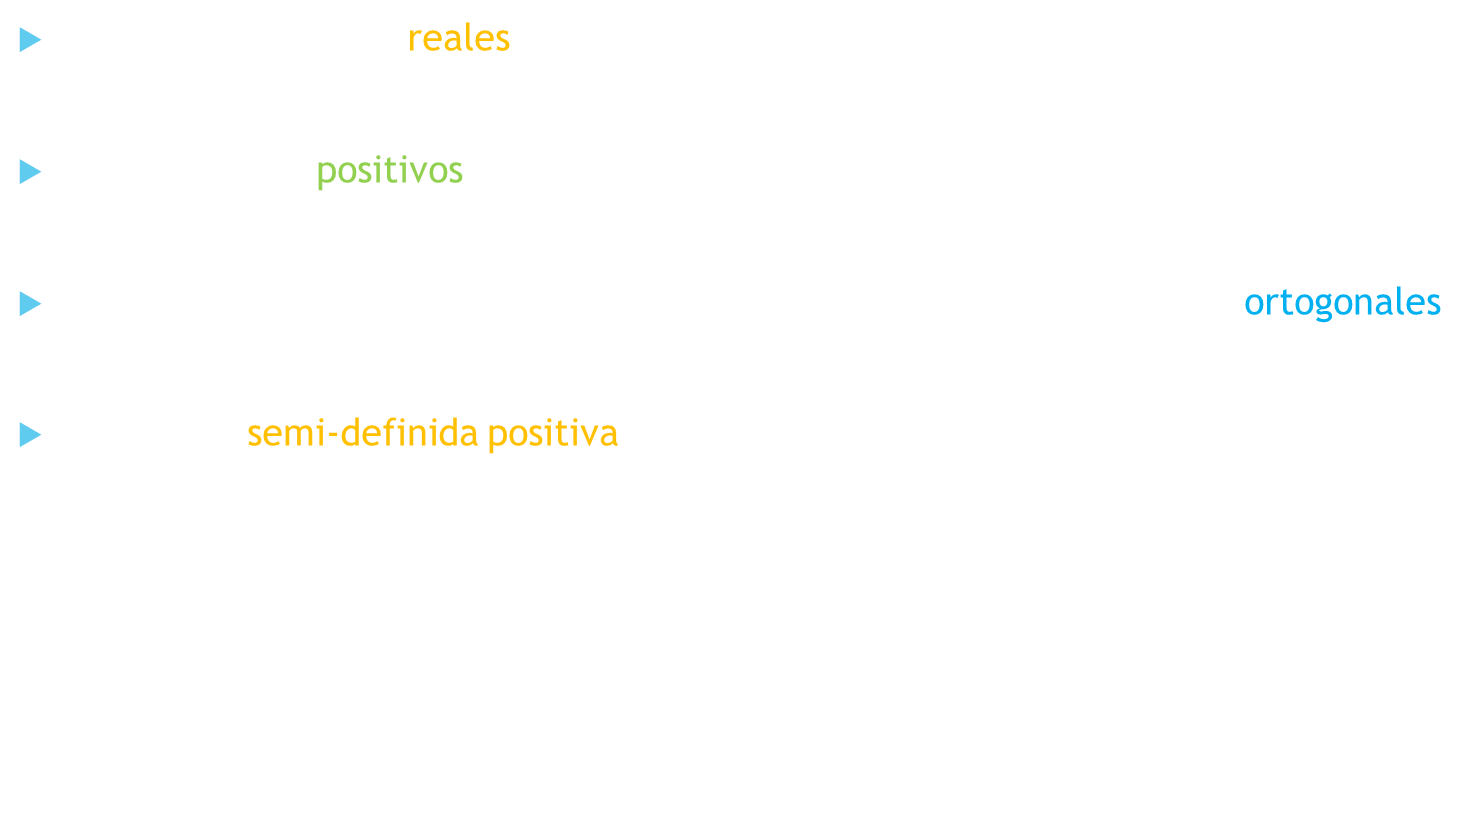 reales
positivos
ortogonales
semi-definida positiva